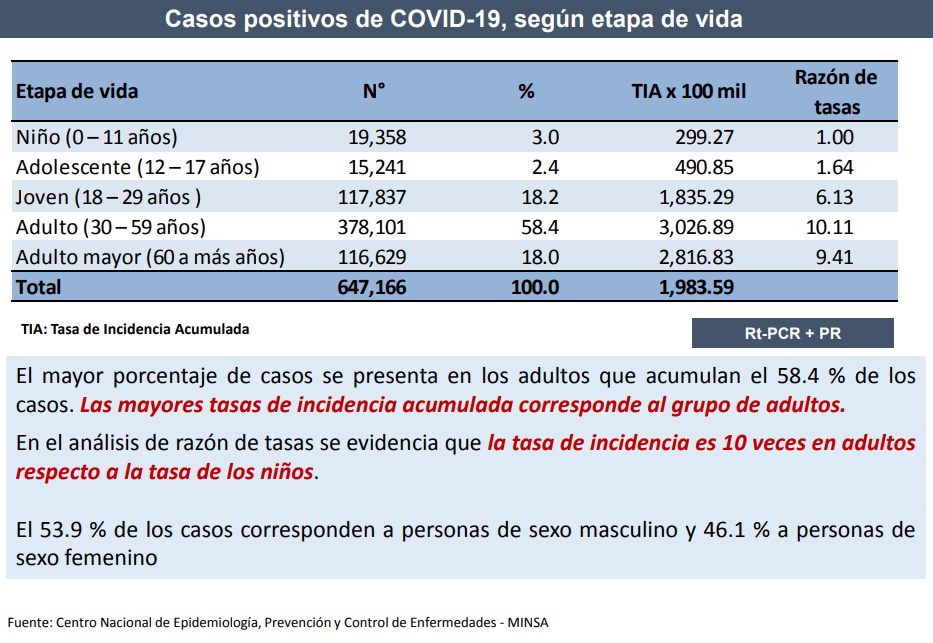 Casos positivos de COVID-19, según etapa de vida
Etapa de vida N° % TIA x 100 mil Razón de tasas
Niño (0 – 11 años) 19,358 3.0 299.27 1.00
Adolescente (12 – 17 años) 15,241 2.4 490.85 1.64
Joven (18 – 29 años ) 117,837 18.2 1,835.29 6.13
Adulto (30 – 59 años) 378,101 58.4 3,026.89 10.11
Adulto mayor (60 a más años) 116,629 18.0 2,816.83 9.41
Total 647,166 100.0 1,983.59
TIA: Tasa de Incidencia Acumulada
Rt-PCR + PR
El mayor porcentaje de casos se presenta en los adultos que acumulan el 58.4 % de los
casos. Las mayores tasas de incidencia acumulada corresponde al grupo de adultos.
En el análisis de razón de tasas se evidencia que la tasa de incidencia es 10 veces en adultos
respecto a la tasa de los niños.
El 53.9 % de los casos corresponden a personas de sexo masculino y 46.1 % a personas de
sexo femenino
Fuente: Centro Nacional de Epidemiología, Prevención y Control de Enfermedades - MINSA